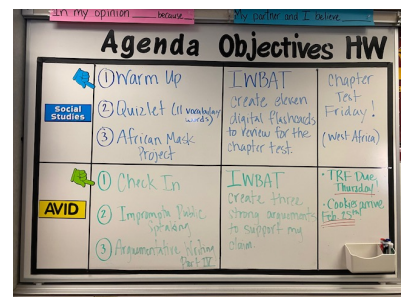 In my opinion ___ because ___
My partner and I believe ___
Agenda Objectives HW
Social
Studies
① Warm Up
② Quizlet (11 vocabulary
words)
③ African Mask
Project
IWBAT
create eleven
digital flashcards
to review for the
chapter test.
Chapter
Test
Friday!
(West Africa)
AVID
① Check In
② Impromptu Public
Speaking
③ Argumentative Writing
Part IV
IWBAT
create three
strong arguments
to support my
claim.
• TRF Due
Thursday!
• Cookies arrive
Feb. 25th!